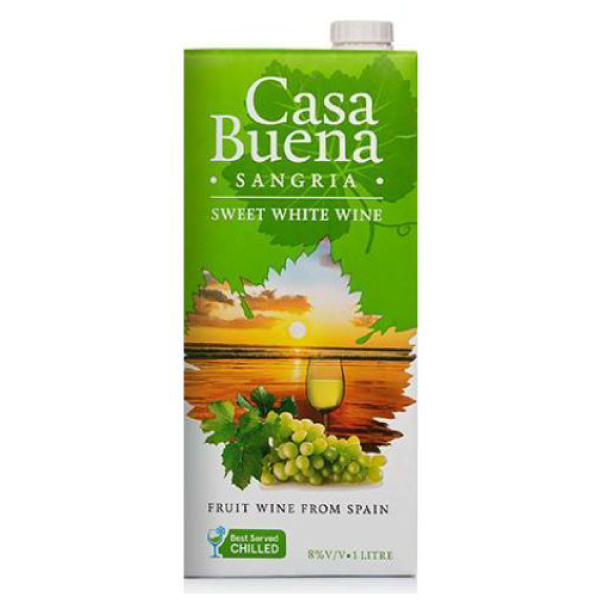 Casa
Buena
• SANGRIA •
SWEET WHITE WINE
FRUIT WINE FROM SPAIN
Best Served
CHILLED
8%V/V•1 LITRE